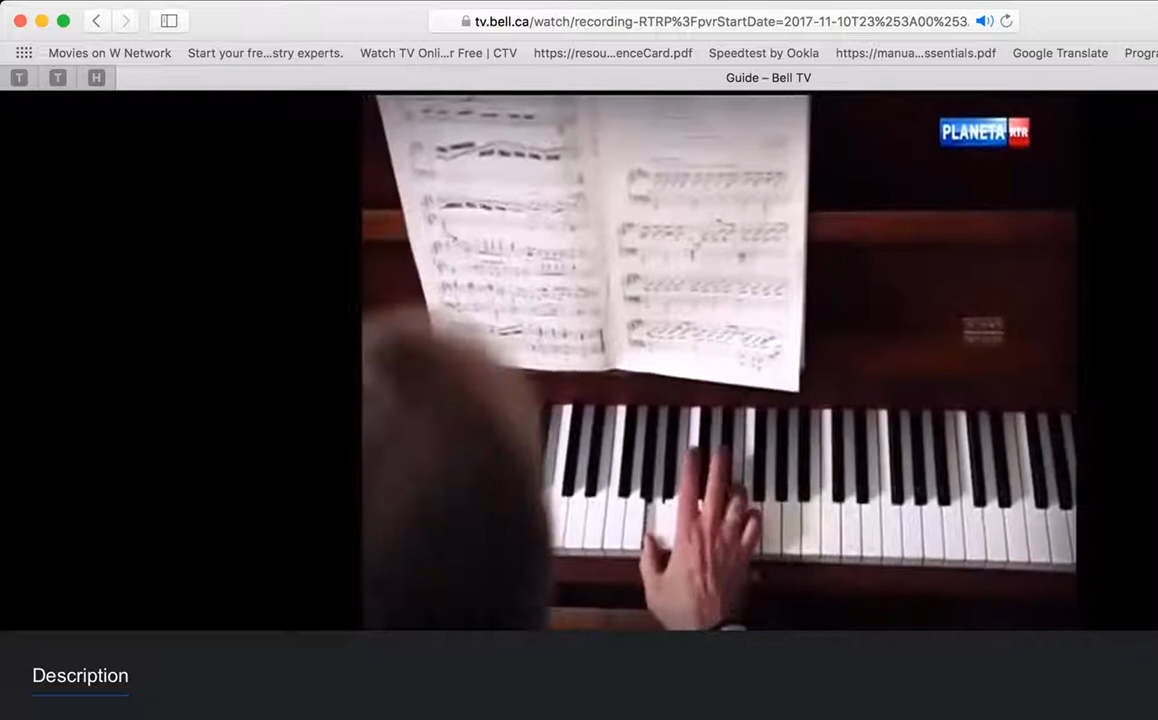 tv.bell.ca/watch/recording-RTRP%3FpvrStartDate=2017-11-10T23%253A00%253.
Movies on W Network Start your fre...stry experts. Watch TV Onli...r Free | CTV https://resou...enceCard.pdf Speedtest by Ookla https://manua...ssentials.pdf Google Translate Progra
T T H Guide – Bell TV
PLANETA RTR
Description